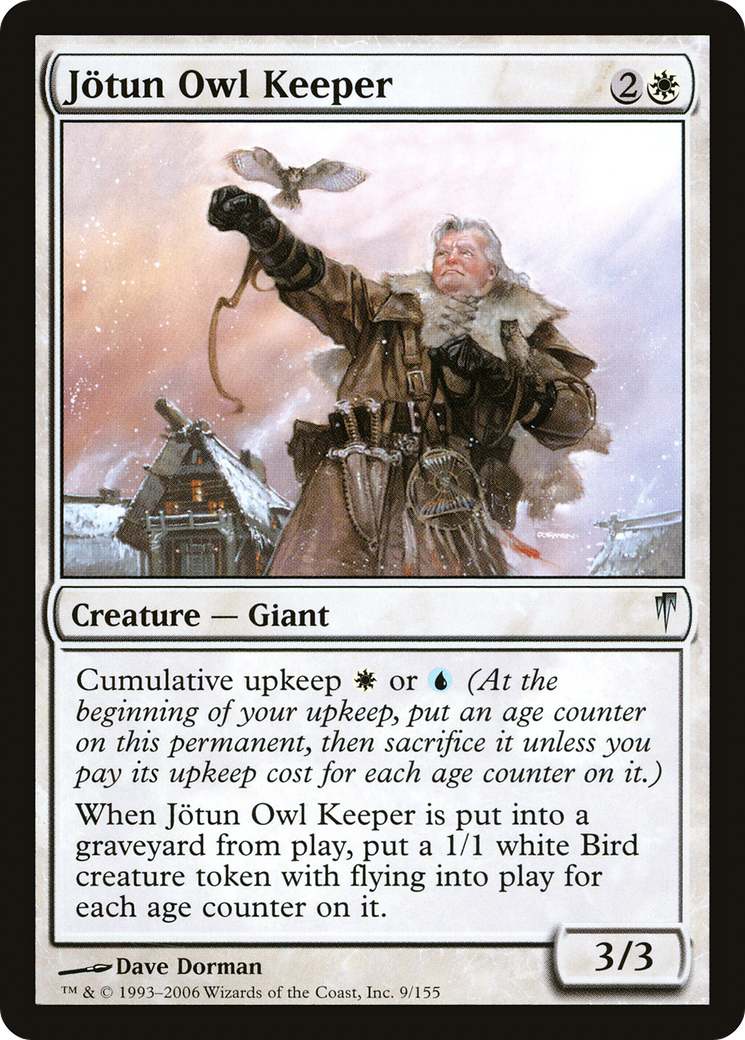 Jötun Owl Keeper 2
Creature — Giant
Cumulative upkeep or (At the
beginning of your upkeep, put an age counter
on this permanent, then sacrifice it unless you
pay its upkeep cost for each age counter on it.)
When Jötun Owl Keeper is put into a
graveyard from play, put a 1/1 white Bird
creature token with flying into play for
each age counter on it.
3/3
Dave Dorman
™ & © 1993–2006 Wizards of the Coast, Inc. 9/155